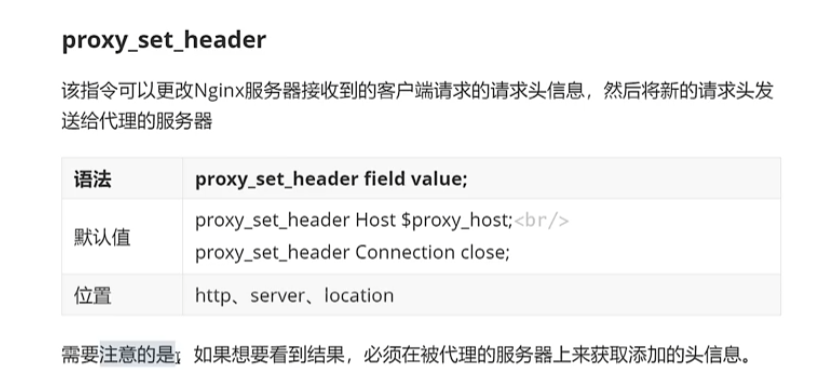 proxy_set_header
该指令可以更改Nginx服务器接收到的客户端请求的请求头信息，然后将新的请求头发
送给代理的服务器
语法 proxy_set_header field value;
默认值 proxy_set_header Host $proxy_host;<br/>
proxy_set_header Connection close;
位置 http、server、location
需要注意的是，如果想要看到结果，必须在被代理的服务器上来获取添加的头信息。